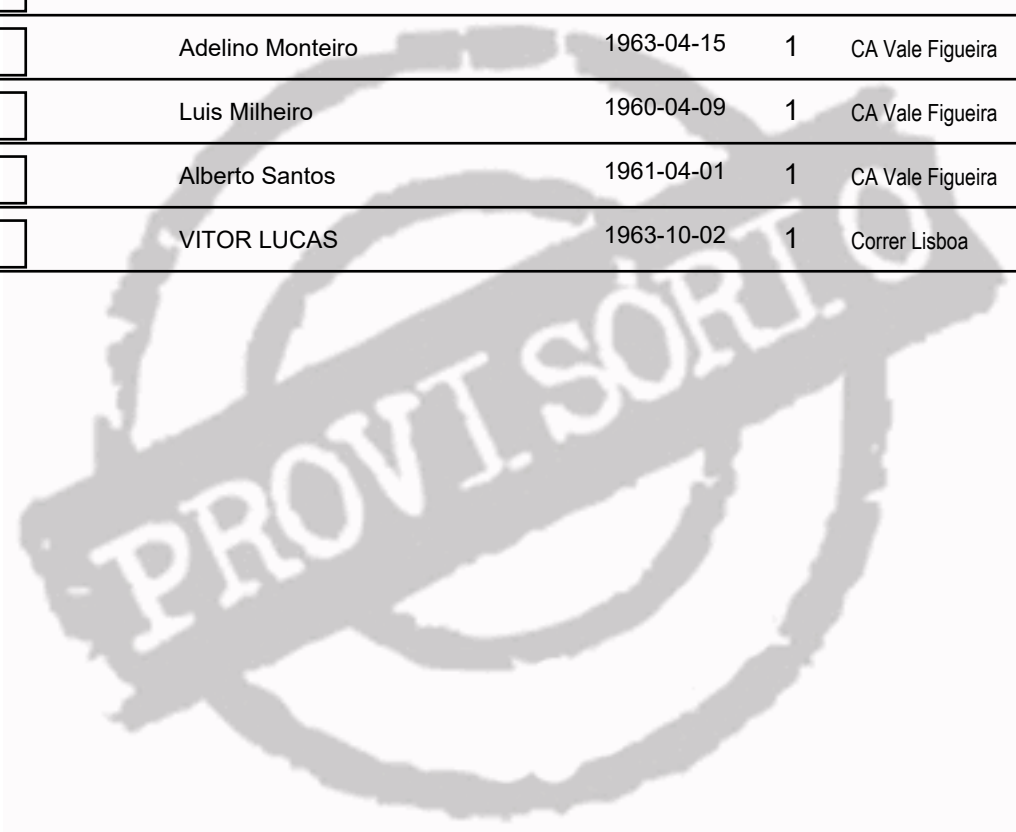 Adelino Monteiro 1963-04-15 1 CA Vale Figueira
Luis Milheiro 1960-04-09 1 CA Vale Figueira
Alberto Santos 1961-04-01 1 CA Vale Figueira
VITOR LUCAS 1963-10-02 1 Correr Lisboa
PROVISÓRIO